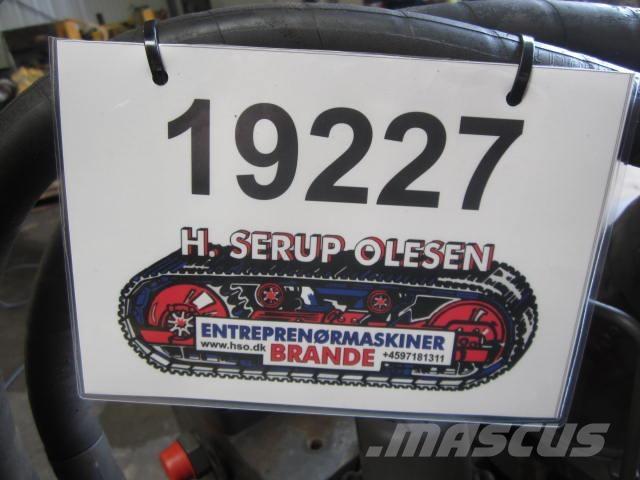 19227
H. SERUP OLESEN
ENTREPRENØRMASKINER
www.hso.dk BRANDE +4597181311
MASCUS